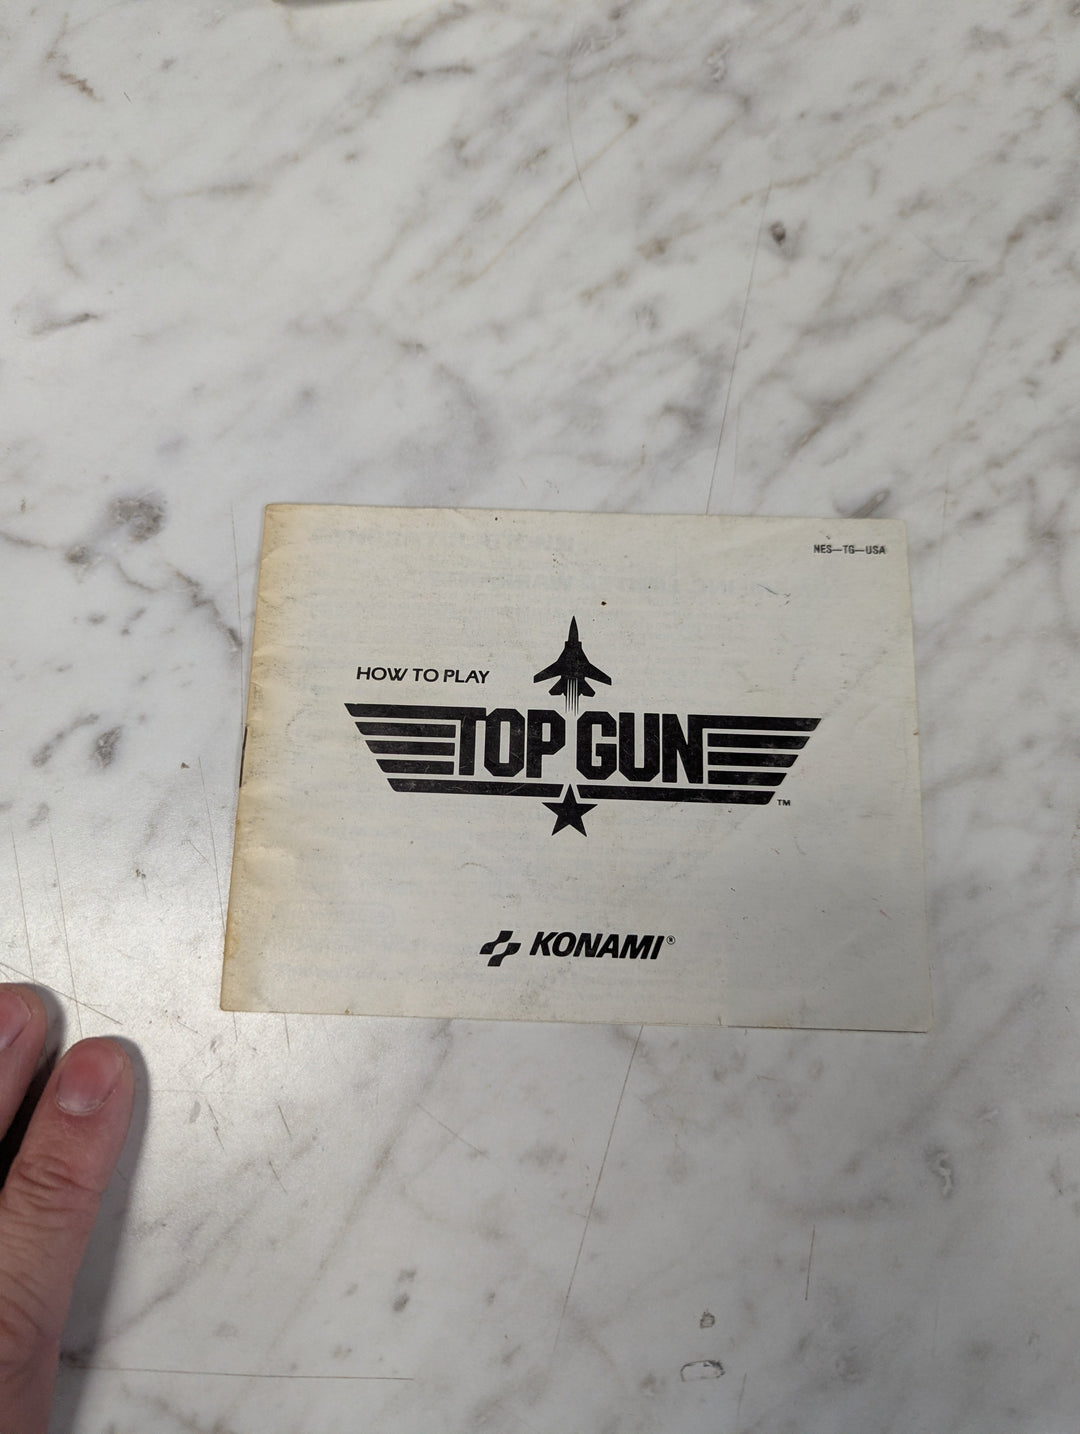 NES—TG—USA
HOW TO PLAY
TOP GUN
TM
KONAMI®